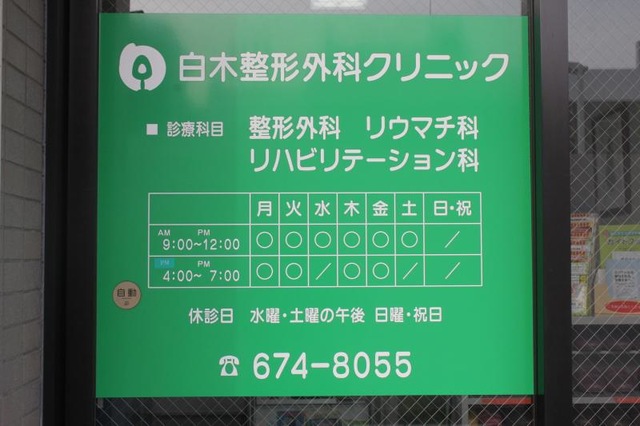 白木整形外科クリニック
■ 診療科目 整形外科 リウマチ科
リハビリテーション科
月 火 水 木 金 土 日・祝
AM PM
9:00~12:00 ○ ○ ○ ○ ○ ○ ／
PM PM
4:00~ 7:00 ○ ○ ／ ○ ○ ／ ／
自動
休診日 水曜・土曜の午後 日曜・祝日
☎ 674-8055